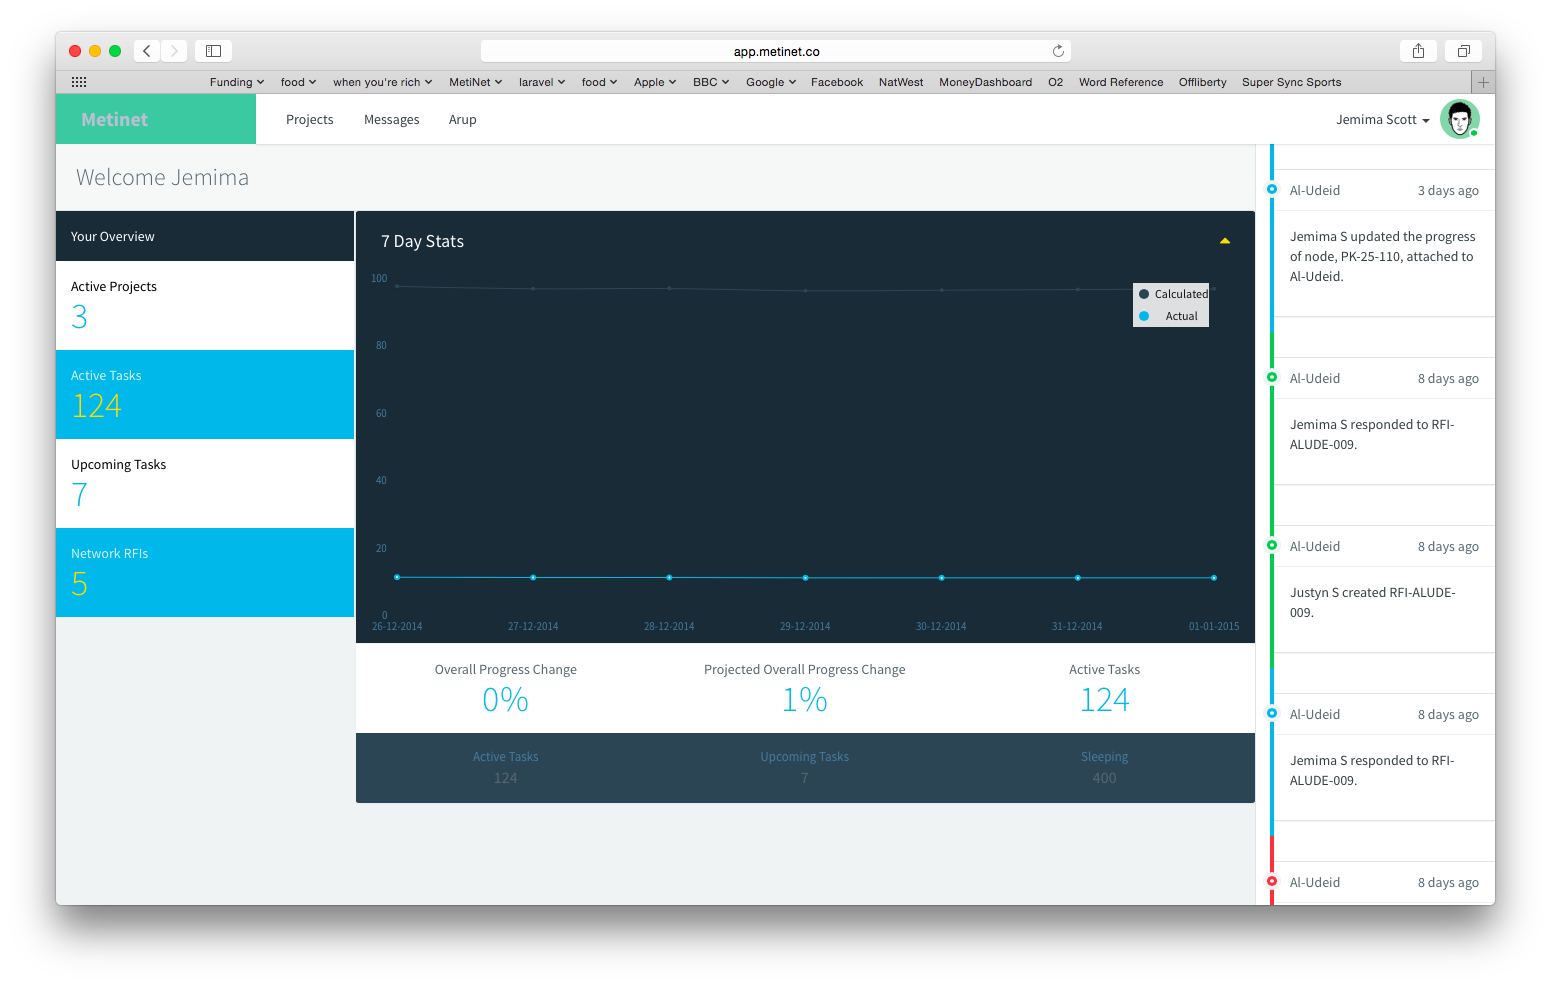 app.metinet.co
Funding food when you're rich MetiNet laravel food Apple BBC Google Facebook NatWest MoneyDashboard O2 Word Reference Offliberty Super Sync Sports
Metinet
Projects Messages Arup
Jemima Scott
Welcome Jemima
Your Overview
Active Projects
3
Active Tasks
124
Upcoming Tasks
7
Network RFIs
5
7 Day Stats
100
80
60
40
20
0
Calculated
Actual
26-12-2014 27-12-2014 28-12-2014 29-12-2014 30-12-2014 31-12-2014 01-01-2015
Overall Progress Change Projected Overall Progress Change Active Tasks
0% 1% 124
Active Tasks Upcoming Tasks Sleeping
124 7 400
Al-Udeid 3 days ago
Jemima S updated the progress
of node, PK-25-110, attached to
Al-Udeid.
Al-Udeid 8 days ago
Jemima S responded to RFI-
ALUDE-009.
Al-Udeid 8 days ago
Justyn S created RFI-ALUDE-
009.
Al-Udeid 8 days ago
Jemima S responded to RFI-
ALUDE-009.
Al-Udeid 8 days ago